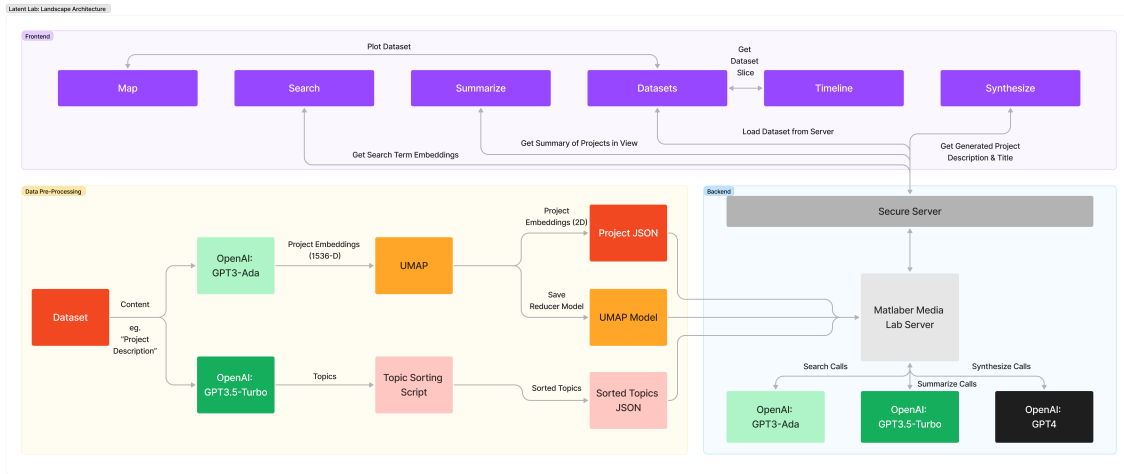 Latent Lab: Landscape Architecture
Frontend
Plot Dataset
Get
Dataset
Slice
Map
Search
Summarize
Datasets
Timeline
Synthesize
Load Dataset from Server
Get Summary of Projects in View
Get Search Term Embeddings
Get Generated Project
Description & Title
Data Pre-Processing
Dataset
Content
eg.
"Project
Description"
OpenAI:
GPT3-Ada
Project Embeddings
(1536-D)
UMAP
Project
Embeddings (2D)
Project JSON
Save
Reducer Model
UMAP Model
OpenAI:
GPT3.5-Turbo
Topics
Topic Sorting
Script
Sorted Topics
Sorted Topics
JSON
Backend
Secure Server
Matlaber Media
Lab Server
Search Calls
Synthesize Calls
Summarize Calls
OpenAI:
GPT3-Ada
OpenAI:
GPT3.5-Turbo
OpenAI:
GPT4